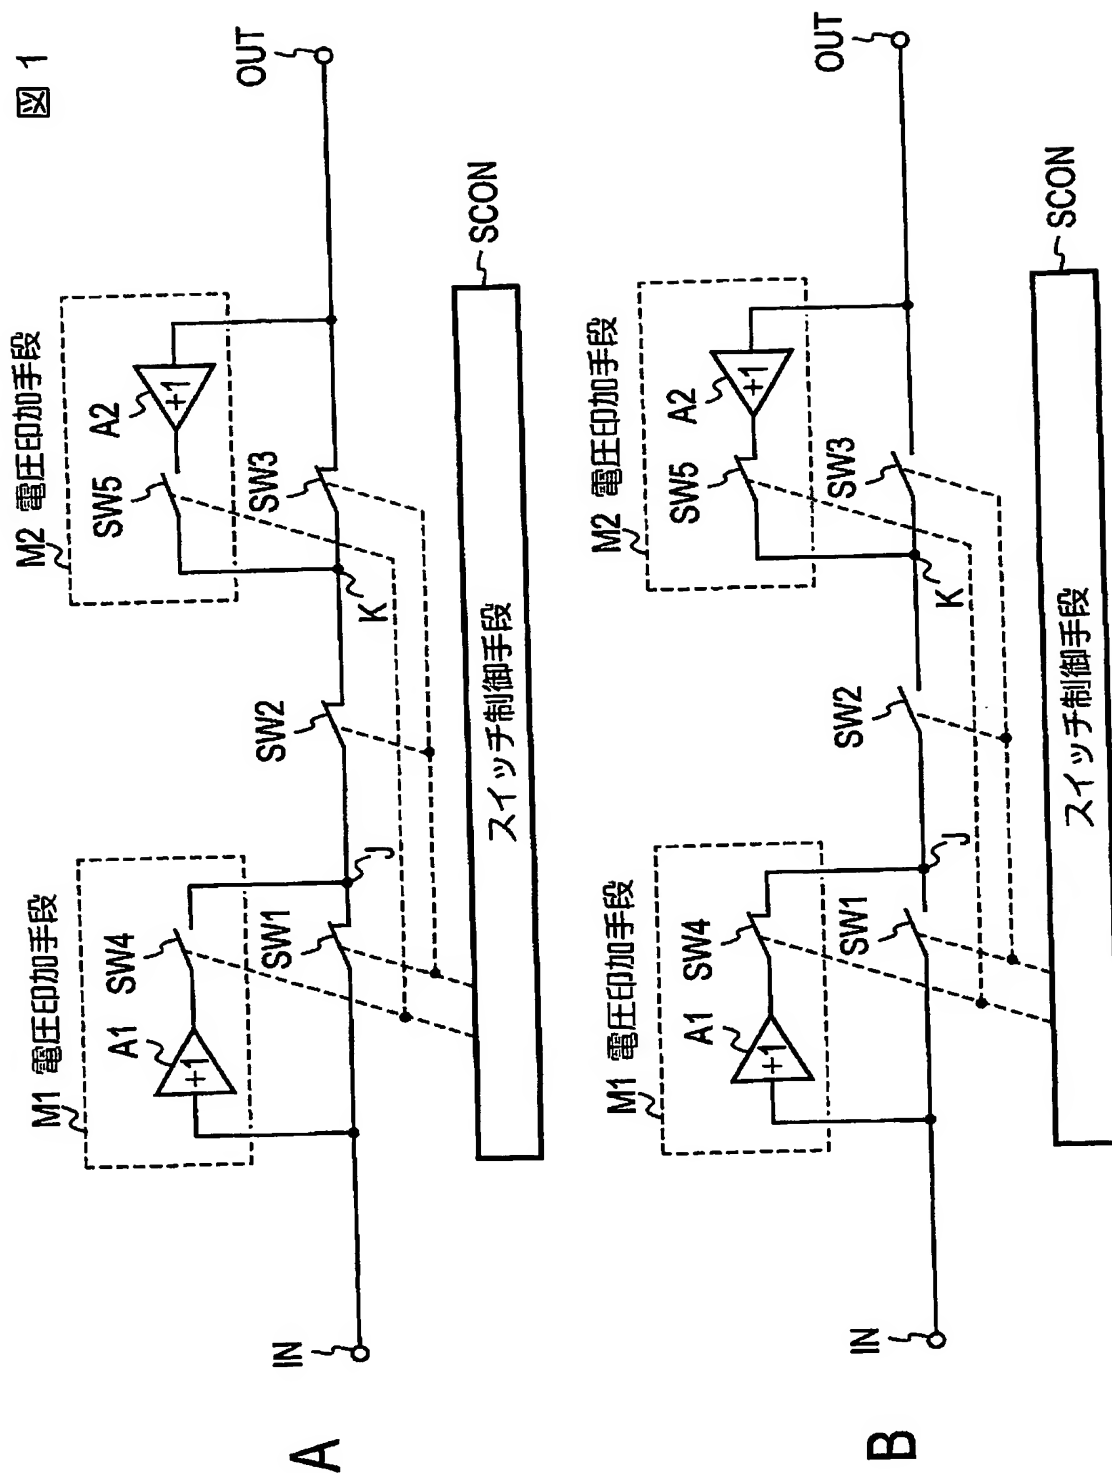 図 1
A
M1 電圧印加手段
A1
+1
SW4
SW1
J
SW2
K
M2 電圧印加手段
SW5
A2
+1
SW3
IN
OUT
スイッチ制御手段
SCON
B
M1 電圧印加手段
A1
+1
SW4
SW1
J
SW2
K
M2 電圧印加手段
SW5
A2
+1
SW3
IN
OUT
スイッチ制御手段
SCON